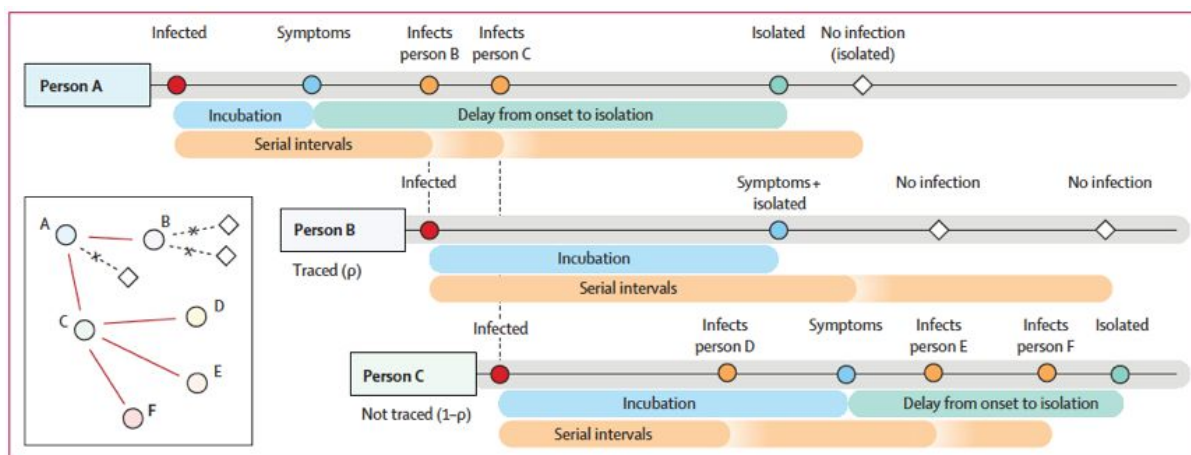 Infected
Symptoms
Infects
person B
Infects
person C
Isolated
No infection
(isolated)
Person A
Incubation
Delay from onset to isolation
Serial intervals
Infected
Symptoms+
isolated
No infection
No infection
Person B
Traced (ρ)
Incubation
Serial intervals
Infected
Infects
person D
Symptoms
Infects
person E
Infects
person F
Isolated
Person C
Not traced (1–ρ)
Incubation
Delay from onset to isolation
Serial intervals
A
B
C
D
E
F